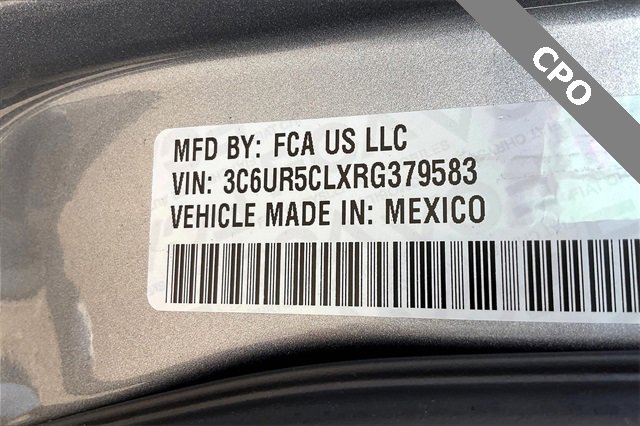 CPO
MFD BY: FCA US LLC
VIN: 3C6UR5CLXRG379583
VEHICLE MADE IN: MEXICO